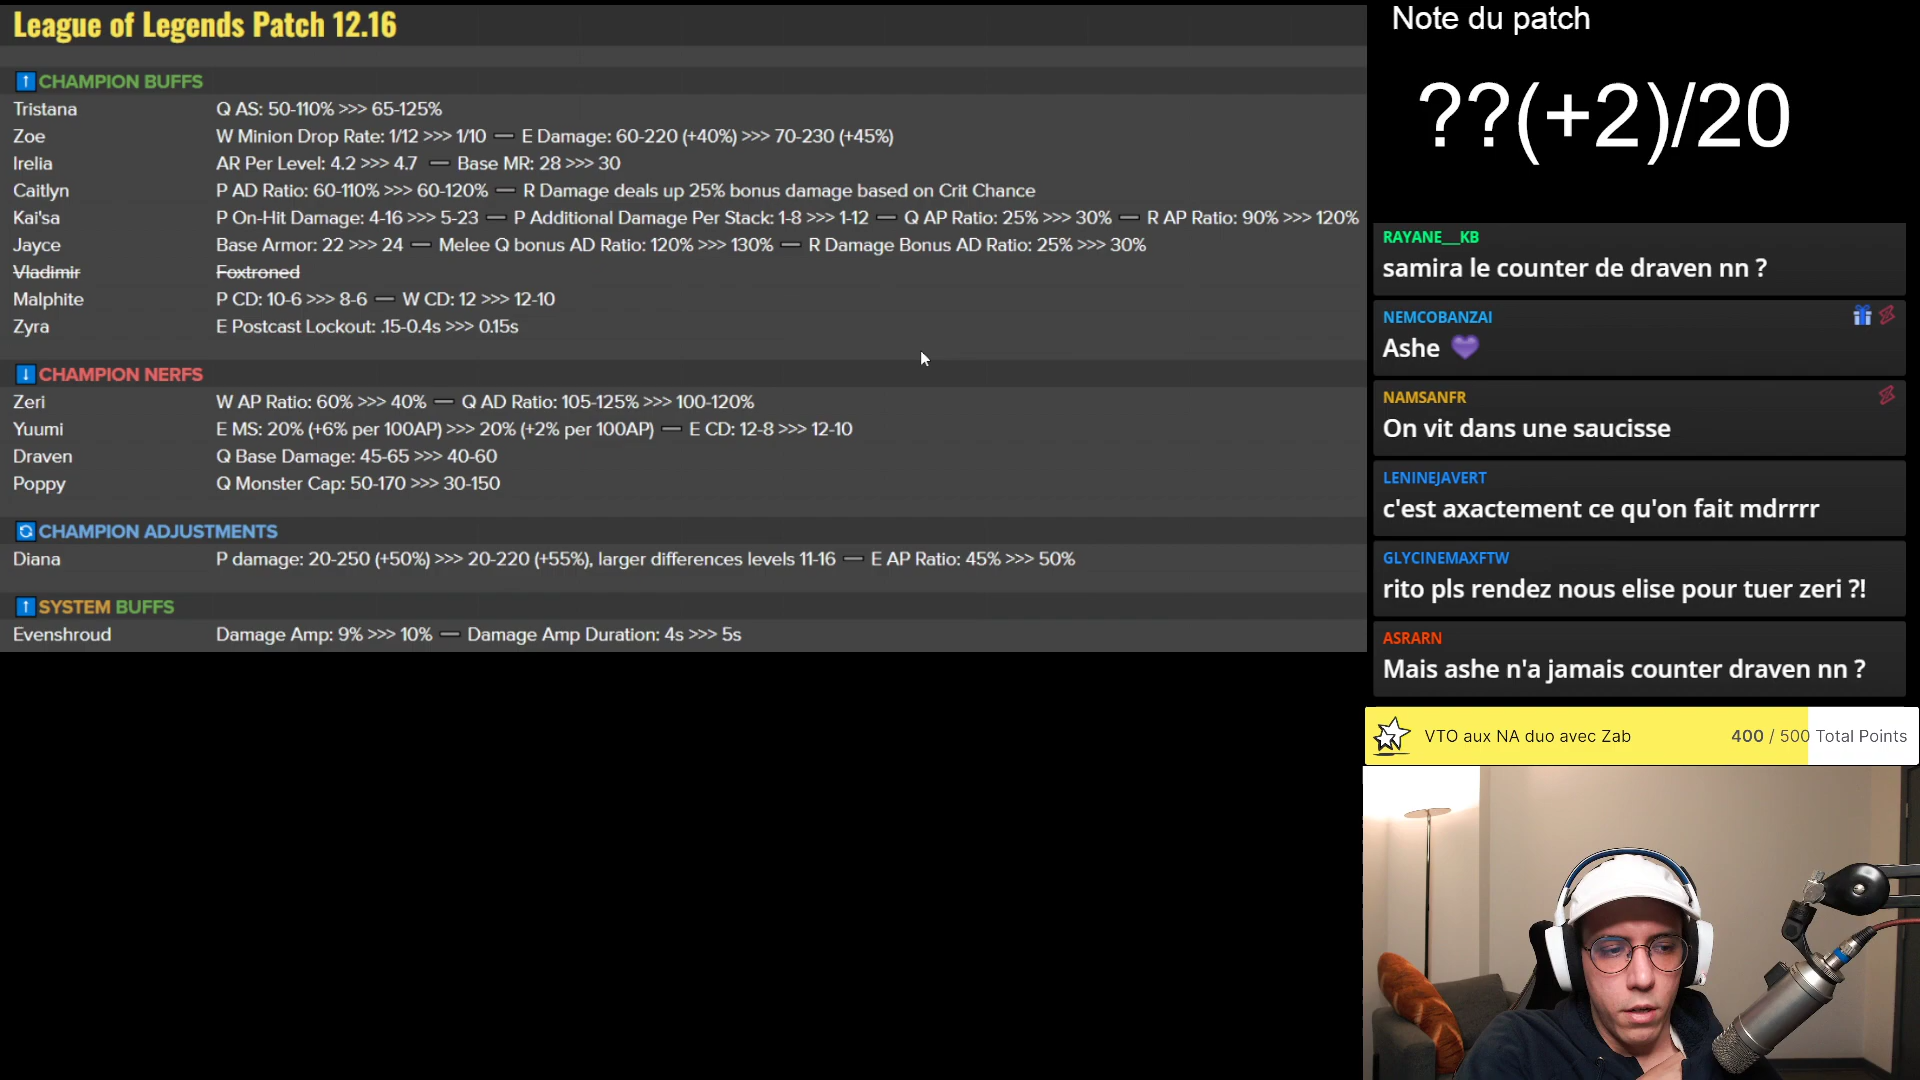 League of Legends Patch 12.16
CHAMPION BUFFS
Tristana Q AS: 50-110% >>> 65-125%
Zoe W Minion Drop Rate: 1/12 >>> 1/10 — E Damage: 60-220 (+40%) >>> 70-230 (+45%)
Irelia AR Per Level: 4.2 >>> 4.7 — Base MR: 28 >>> 30
Caitlyn P AD Ratio: 60-110% >>> 60-120% — R Damage deals up 25% bonus damage based on Crit Chance
Kai'sa P On-Hit Damage: 4-16 >>> 5-23 — P Additional Damage Per Stack: 1-8 >>> 1-12 — Q AP Ratio: 25% >>> 30% — R AP Ratio: 90% >>> 120%
Jayce Base Armor: 22 >>> 24 — Melee Q bonus AD Ratio: 120% >>> 130% — R Damage Bonus AD Ratio: 25% >>> 30%
Vladimir Foxtroned
Malphite P CD: 10-6 >>> 8-6 — W CD: 12 >>> 12-10
Zyra E Postcast Lockout: .15-0.4s >>> 0.15s
CHAMPION NERFS
Zeri W AP Ratio: 60% >>> 40% — Q AD Ratio: 105-125% >>> 100-120%
Yuumi E MS: 20% (+6% per 100AP) >>> 20% (+2% per 100AP) — E CD: 12-8 >>> 12-10
Draven Q Base Damage: 45-65 >>> 40-60
Poppy Q Monster Cap: 50-170 >>> 30-150
CHAMPION ADJUSTMENTS
Diana P damage: 20-250 (+50%) >>> 20-220 (+55%), larger differences levels 11-16 — E AP Ratio: 45% >>> 50%
SYSTEM BUFFS
Evenshroud Damage Amp: 9% >>> 10% — Damage Amp Duration: 4s >>> 5s
Note du patch
??(+2)/20
RAYANE__KB
samira le counter de draven nn ?
NEMCOBANZAI
Ashe 💜
NAMSANFR
On vit dans une saucisse
LENINEJAVERT
c'est axactement ce qu'on fait mdrrrr
GLYCINEMAXFTW
rito pls rendez nous elise pour tuer zeri ?!
ASRARN
Mais ashe n'a jamais counter draven nn ?
VTO aux NA duo avec Zab 400 / 500 Total Points